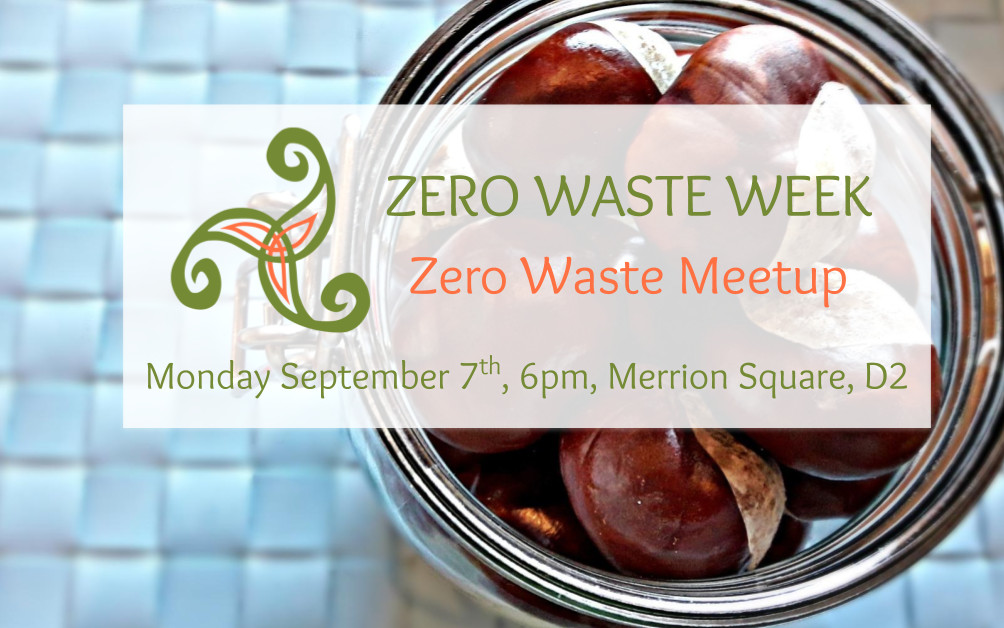 ZERO WASTE WEEK
Zero Waste Meetup
Monday September 7th, 6pm, Merrion Square, D2